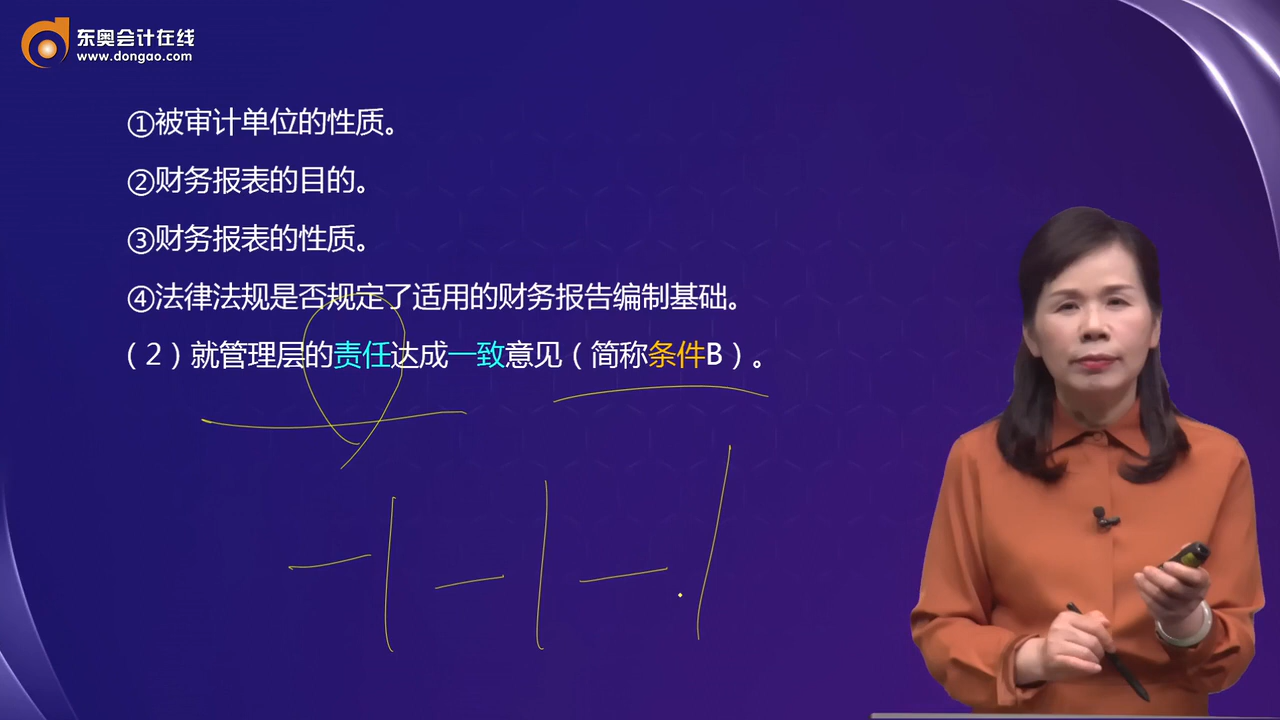 东奥会计在线
www.dongao.com
①被审计单位的性质。
②财务报表的目的。
③财务报表的性质。
④法律法规是否规定了适用的财务报告编制基础。
（2）就管理层的责任达成一致意见（简称条件B）。